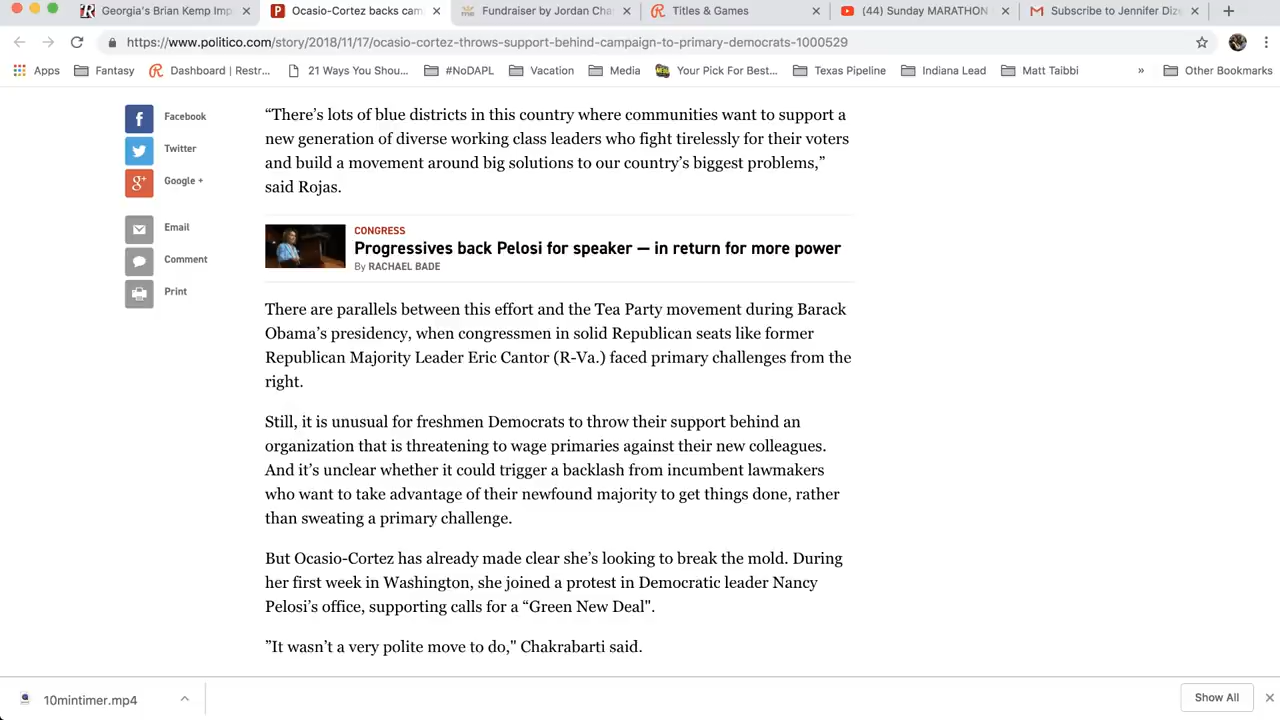 Georgia's Brian Kemp Imp
Ocasio-Cortez backs cam
Fundraiser by Jordan Cha
Titles & Games
(44) Sunday MARATHON
Subscribe to Jennifer Dize
https://www.politico.com/story/2018/11/17/ocasio-cortez-throws-support-behind-campaign-to-primary-democrats-1000529
Apps
Fantasy
Dashboard | Restr...
21 Ways You Shou...
#NoDAPL
Vacation
Media
Your Pick For Best...
Texas Pipeline
Indiana Lead
Matt Taibbi
»
Other Bookmarks
Facebook
Twitter
Google +
Email
Comment
Print
“There’s lots of blue districts in this country where communities want to support a
new generation of diverse working class leaders who fight tirelessly for their voters
and build a movement around big solutions to our country’s biggest problems,”
said Rojas.
CONGRESS
Progressives back Pelosi for speaker — in return for more power
By RACHAEL BADE
There are parallels between this effort and the Tea Party movement during Barack
Obama’s presidency, when congressmen in solid Republican seats like former
Republican Majority Leader Eric Cantor (R-Va.) faced primary challenges from the
right.
Still, it is unusual for freshmen Democrats to throw their support behind an
organization that is threatening to wage primaries against their new colleagues.
And it’s unclear whether it could trigger a backlash from incumbent lawmakers
who want to take advantage of their newfound majority to get things done, rather
than sweating a primary challenge.
But Ocasio-Cortez has already made clear she’s looking to break the mold. During
her first week in Washington, she joined a protest in Democratic leader Nancy
Pelosi’s office, supporting calls for a “Green New Deal".
”It wasn’t a very polite move to do," Chakrabarti said.
10mintimer.mp4
Show All